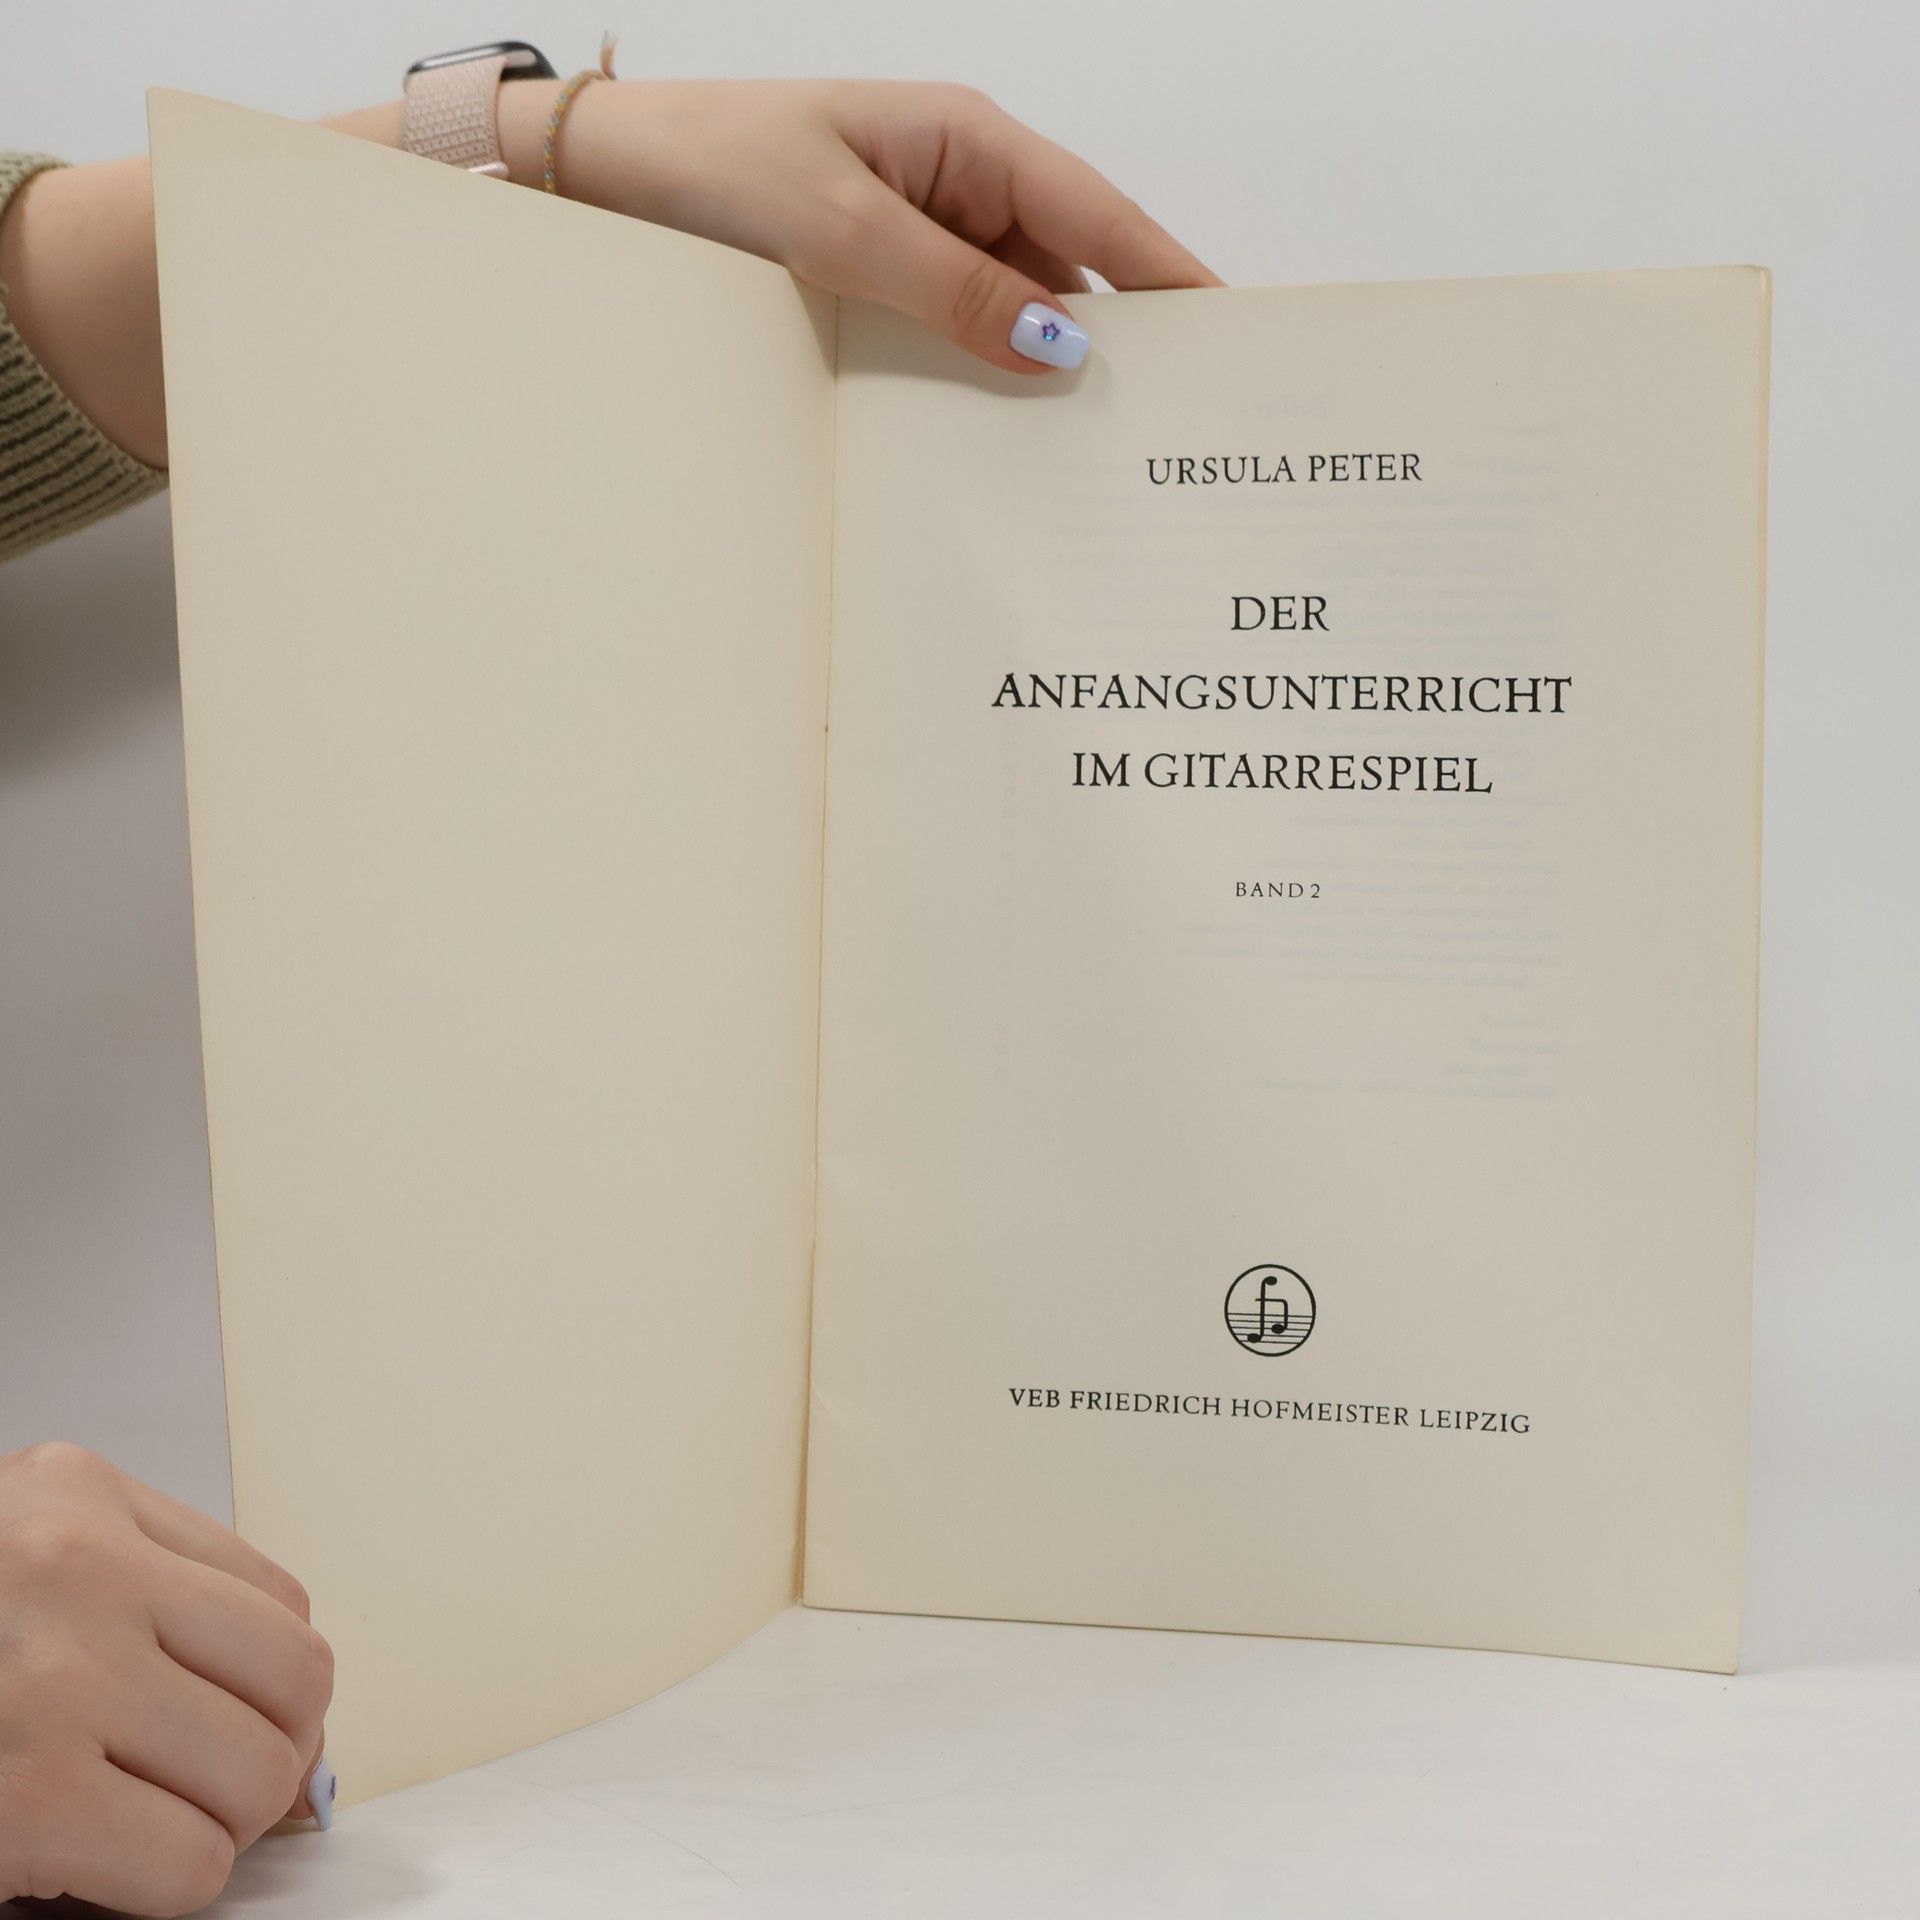 URSULA PETER
DER
ANFANGSUNTERRICHT
IM GITARRESPIEL
BAND 2
VEB FRIEDRICH HOFMEISTER LEIPZIG